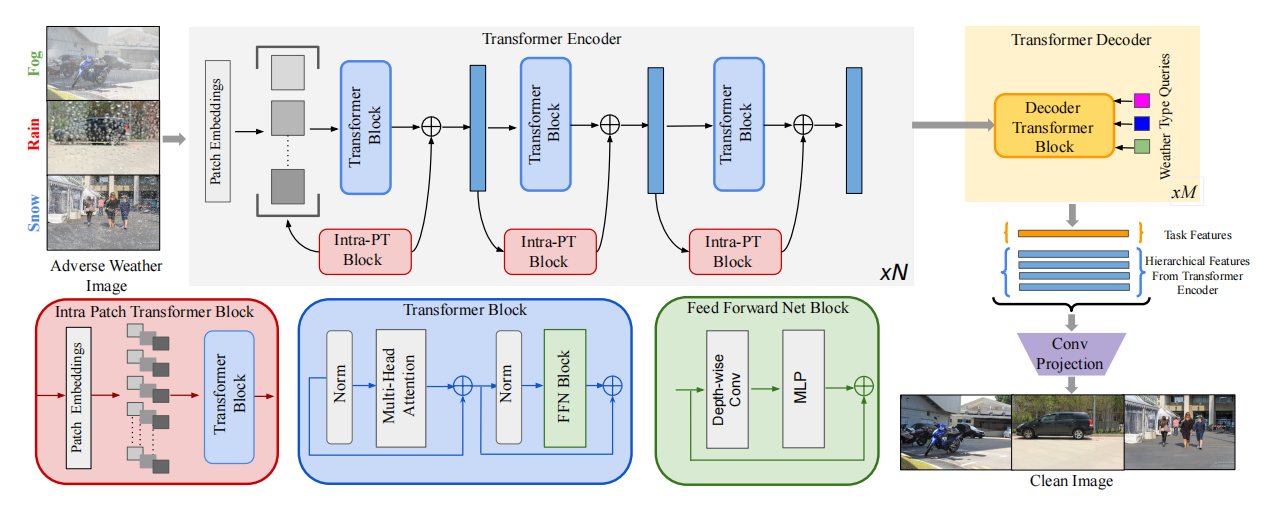 Fog
Rain
Snow
Adverse Weather
Image
Transformer Encoder
Patch Embeddings
Transformer
Block
Transformer
Block
Transformer
Block
Intra-PT
Block
Intra-PT
Block
Intra-PT
Block
xN
Transformer Decoder
Decoder
Transformer
Block
Weather Type Queries
xM
Task Features
Hierarchical Features
From Transformer
Encoder
Conv
Projection
Clean Image
Intra Patch Transformer Block
Patch Embeddings
Transformer
Block
Transformer Block
Norm
Multi-Head
Attention
Norm
FFN Block
Feed Forward Net Block
Depth-wise
Conv
MLP